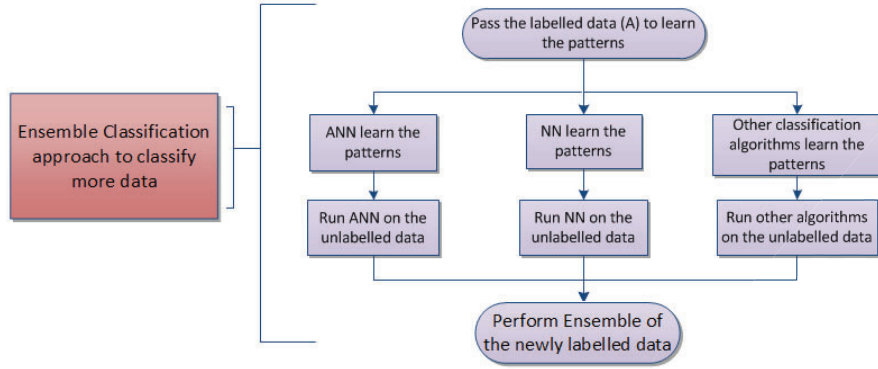 Pass the labelled data (A) to learn
the patterns
Ensemble Classification
approach to classify
more data
ANN learn the
patterns
NN learn the
patterns
Other classification
algorithms learn the
patterns
Run ANN on the
unlabelled data
Run NN on the
unlabelled data
Run other algorithms
on the unlabelled data
Perform Ensemble of
the newly labelled data